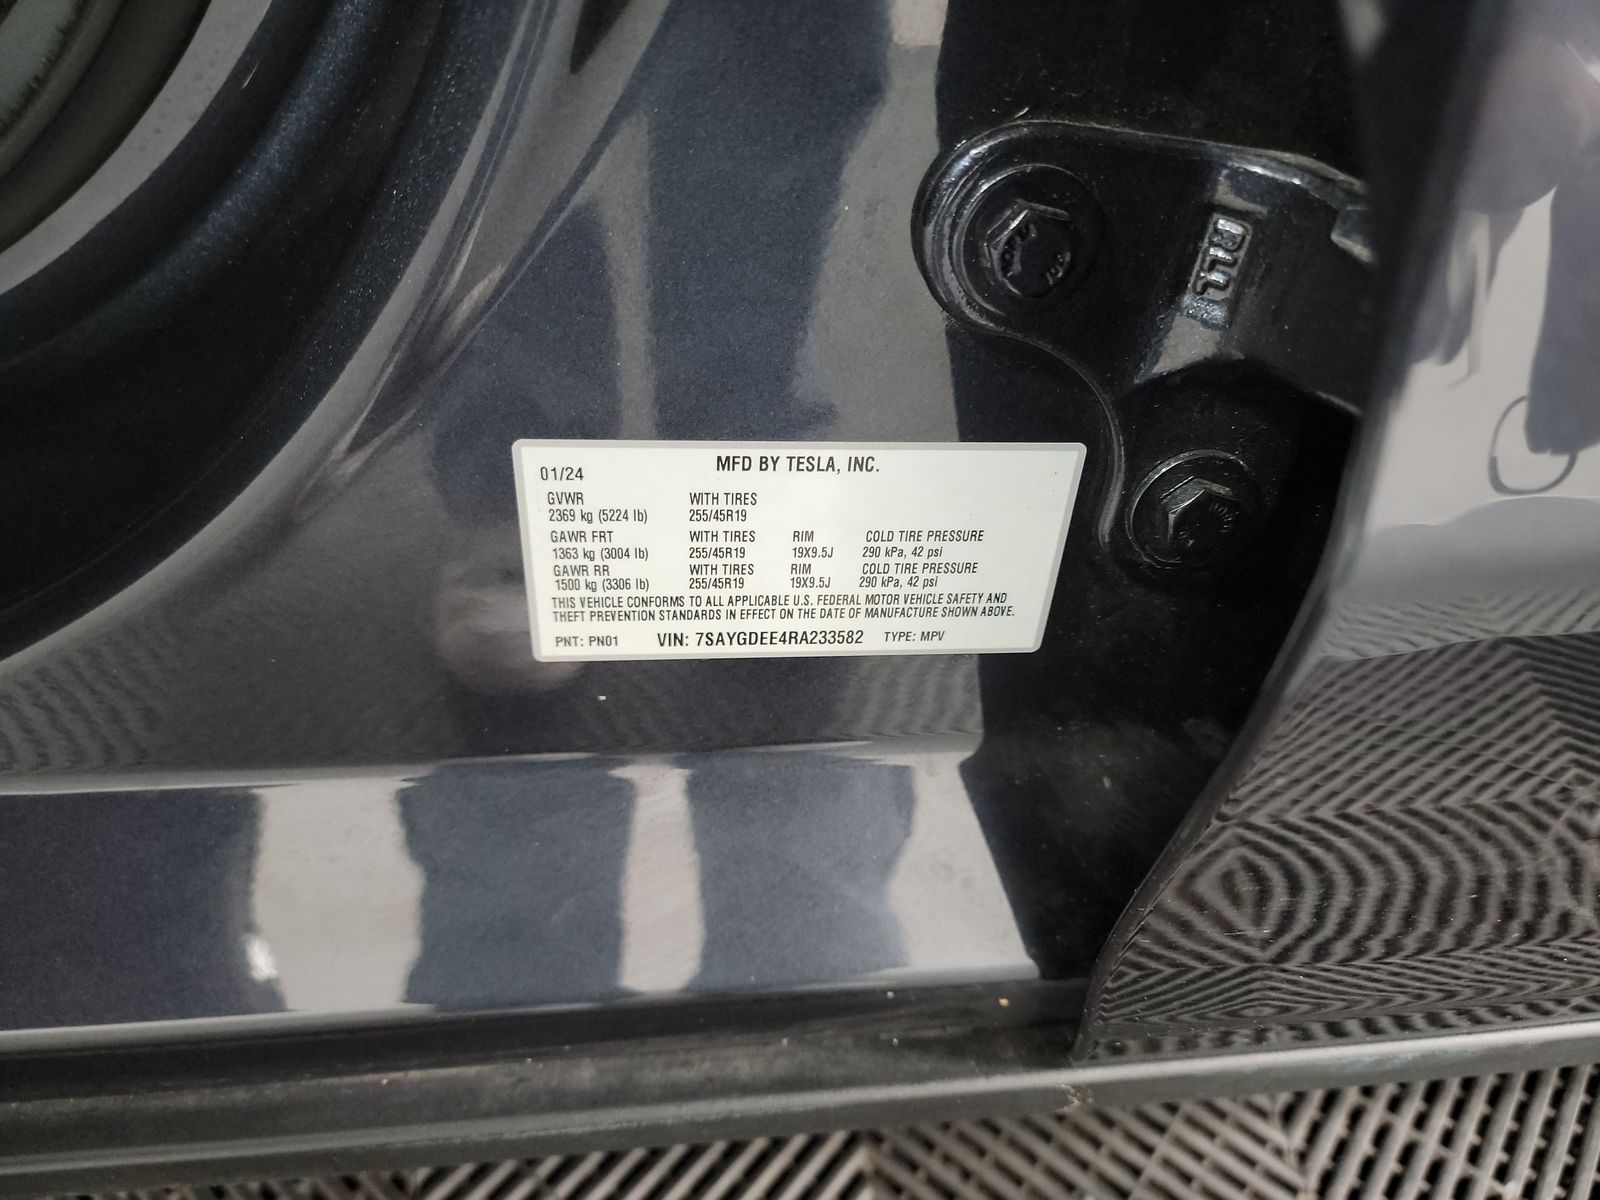 RLL
MFD BY TESLA, INC.
01/24
GVWR WITH TIRES
2369 kg (5224 lb) 255/45R19
GAWR FRT WITH TIRES RIM COLD TIRE PRESSURE
1363 kg (3004 lb) 255/45R19 19X9.5J 290 kPa, 42 psi
GAWR RR WITH TIRES RIM COLD TIRE PRESSURE
1500 kg (3306 lb) 255/45R19 19X9.5J 290 kPa, 42 psi
THIS VEHICLE CONFORMS TO ALL APPLICABLE U.S. FEDERAL MOTOR VEHICLE SAFETY AND
THEFT PREVENTION STANDARDS IN EFFECT ON THE DATE OF MANUFACTURE SHOWN ABOVE.
PNT: PN01 VIN: 7SAYGDEE4RA233582 TYPE: MPV